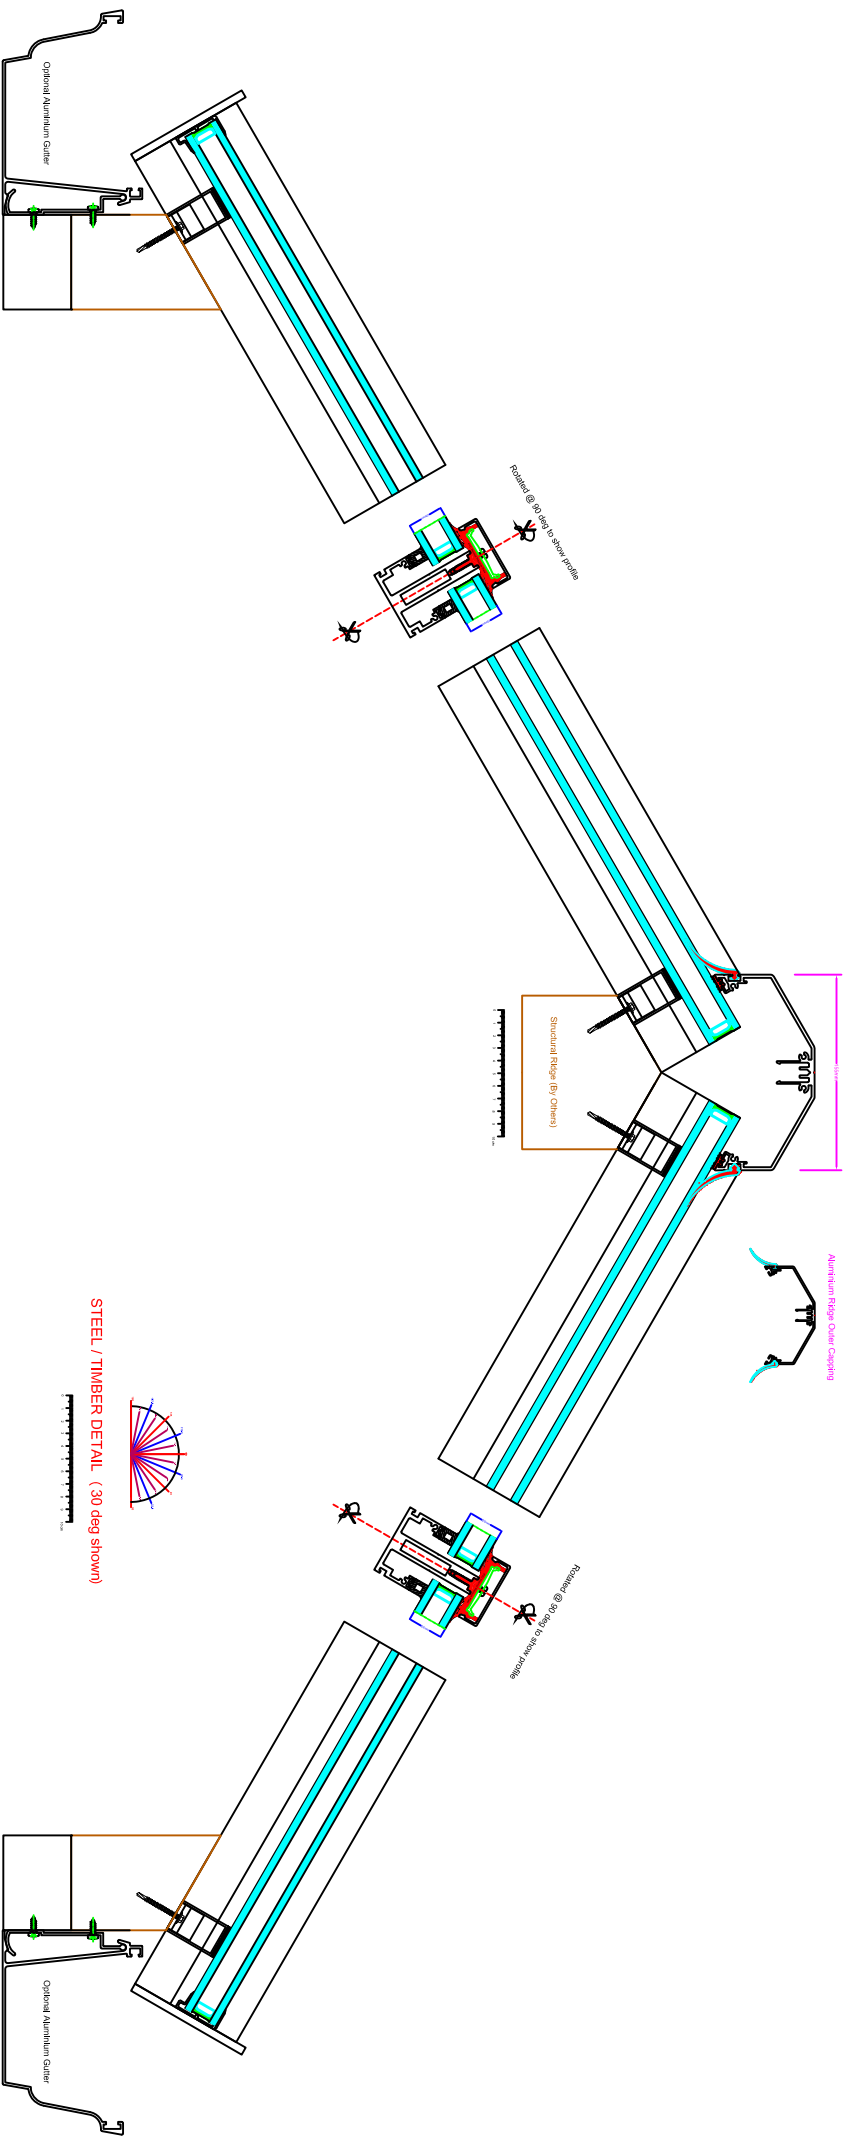 Optional Aluminium Gutter
Rotated @ 90 deg to show profile
Structural Ridge (By Others)
Aluminium Ridge Outer Capping
STEEL / TIMBER DETAIL ( 30 deg shown)
Rotated @ 90 deg to show profile
Optional Aluminium Gutter